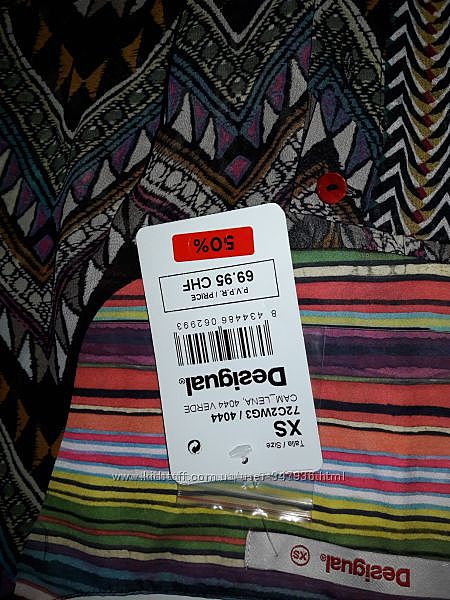 Talla / Size
XS
72C2WG3 / 4044
CAM_LENA, 4044 VERDE
Desigual®
8 434486 062993
P.V.P.R. / PRICE
69.95 CHF
50%
XS Desigual®